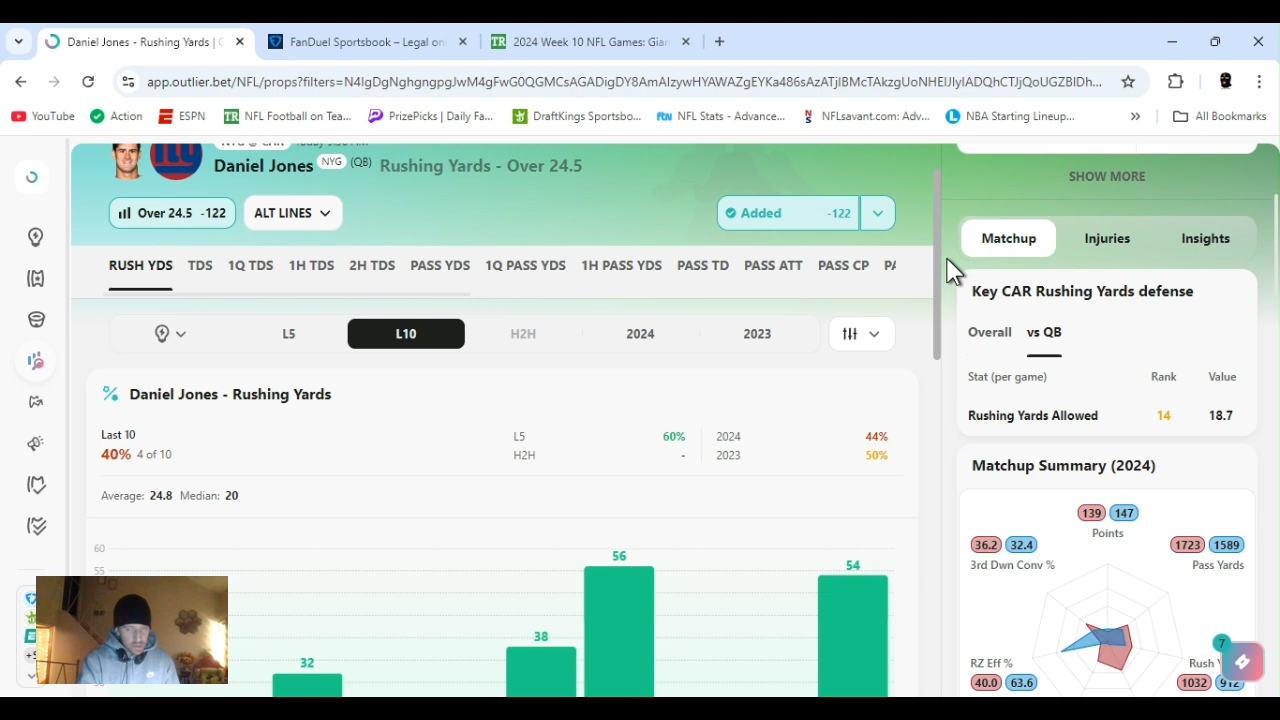 Daniel Jones - Rushing Yards |
FanDuel Sportsbook – Legal on
2024 Week 10 NFL Games: Gian
YouTube
Action
ESPN
NFL Football on Tea...
PrizePicks | Daily Fa...
DraftKings Sportsbo...
NFL Stats - Advance...
NFLsavant.com: Adv...
NBA Starting Lineup...
All Bookmarks
Daniel Jones NYG (QB) Rushing Yards - Over 24.5
Over 24.5 -122
ALT LINES
Added -122
RUSH YDS TDS 1Q TDS 1H TDS 2H TDS PASS YDS 1Q PASS YDS 1H PASS YDS PASS TD PASS ATT PASS CP PA
L5 L10 H2H 2024 2023
Daniel Jones - Rushing Yards
Last 10
40% 4 of 10
L5 60% 2024 44%
H2H - 2023 50%
Average: 24.8 Median: 20
60
55
32
38
56
54
SHOW MORE
Matchup Injuries Insights
Key CAR Rushing Yards defense
Overall vs QB
Stat (per game) Rank Value
Rushing Yards Allowed 14 18.7
Matchup Summary (2024)
139 147
Points
36.2 32.4
3rd Dwn Conv %
1723 1589
Pass Yards
RZ Eff %
40.0 63.6
Rush Y
1032 912
7